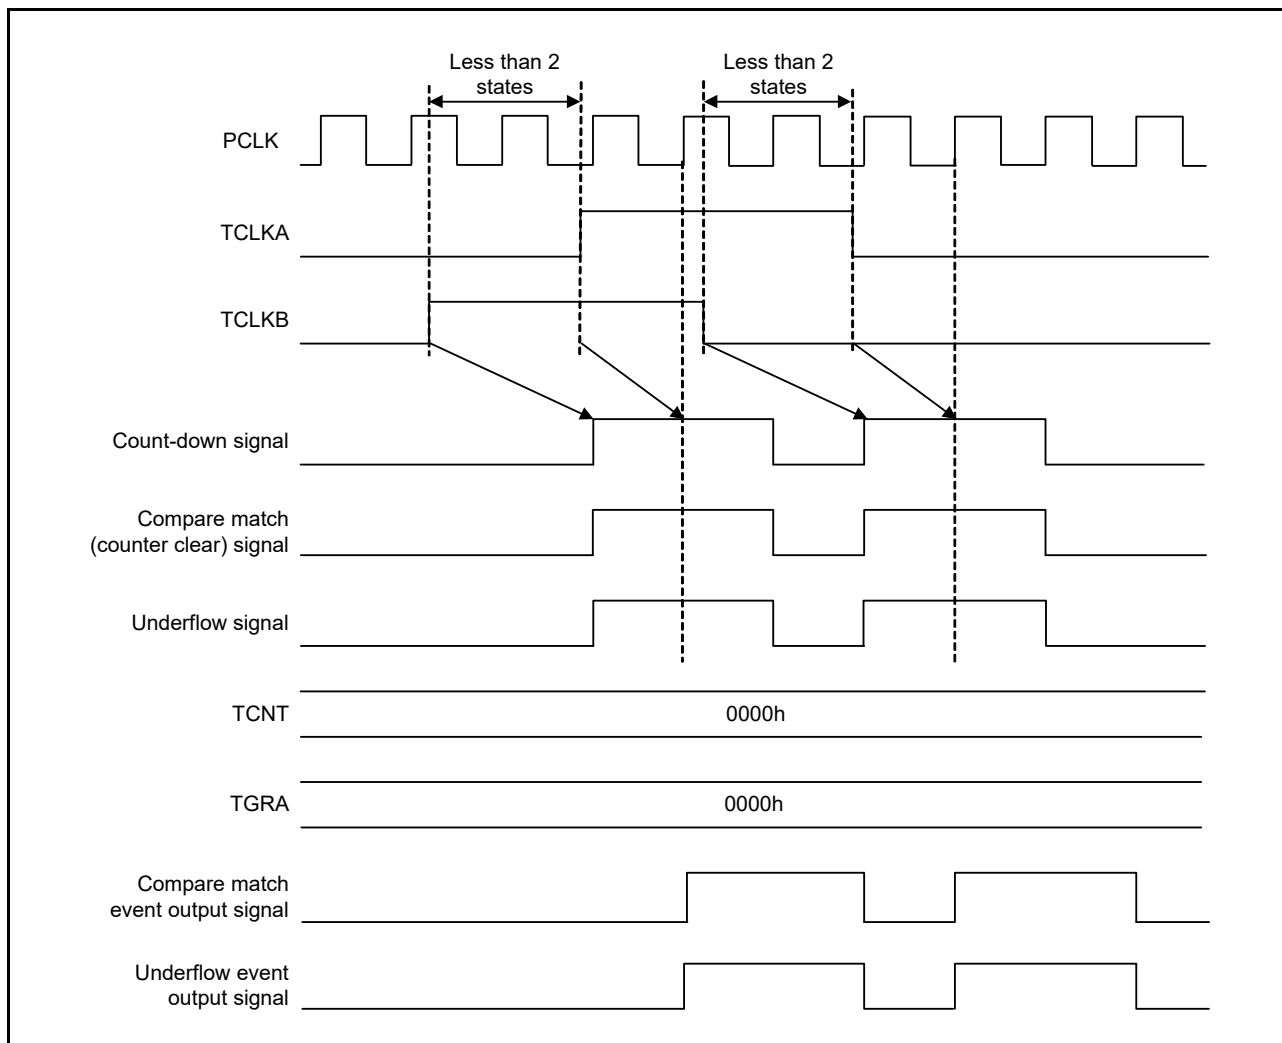 Less than 2
states
Less than 2
states
PCLK
TCLKA
TCLKB
Count-down signal
Compare match
(counter clear) signal
Underflow signal
TCNT
0000h
TGRA
0000h
Compare match
event output signal
Underflow event
output signal